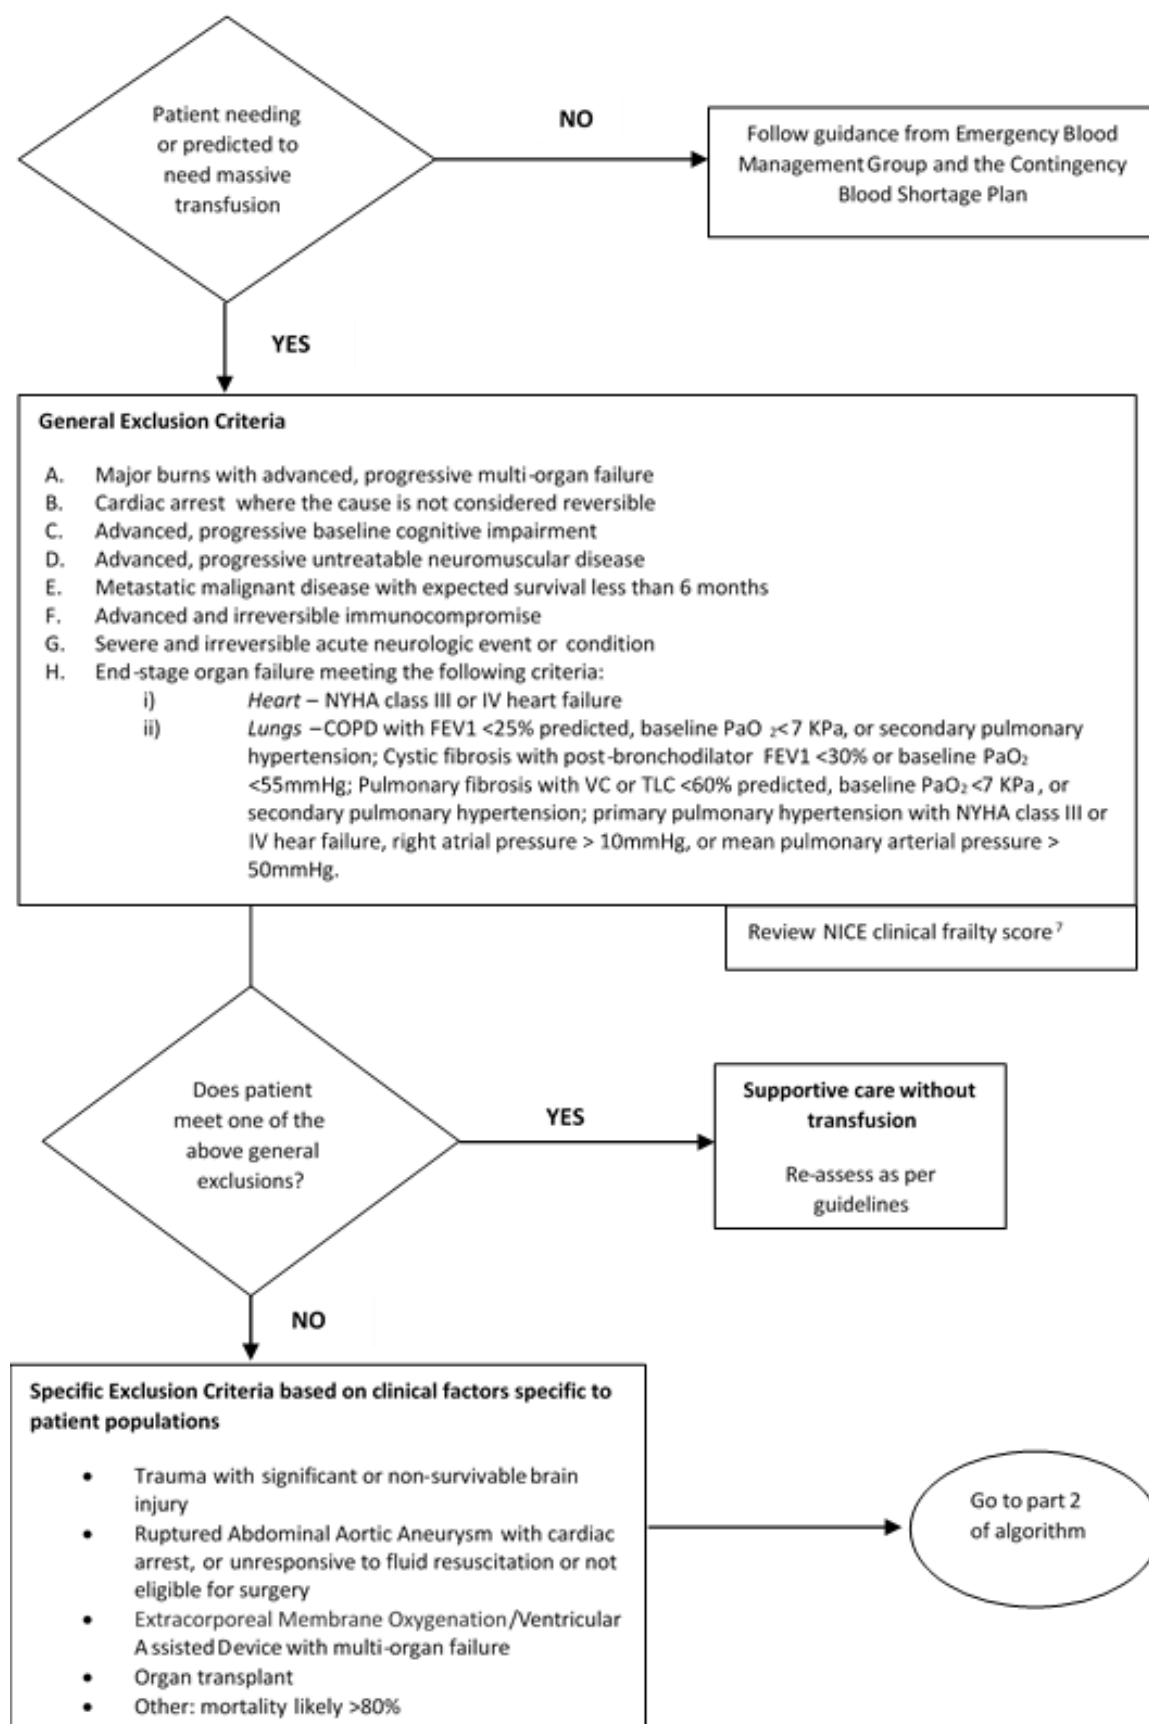 Patient needing
or predicted to
need massive
transfusion
NO
Follow guidance from Emergency Blood
Management Group and the Contingency
Blood Shortage Plan
YES
General Exclusion Criteria
A. Major burns with advanced, progressive multi-organ failure
B. Cardiac arrest where the cause is not considered reversible
C. Advanced, progressive baseline cognitive impairment
D. Advanced, progressive untreatable neuromuscular disease
E. Metastatic malignant disease with expected survival less than 6 months
F. Advanced and irreversible immunocompromise
G. Severe and irreversible acute neurologic event or condition
H. End-stage organ failure meeting the following criteria:
i) Heart – NYHA class III or IV heart failure
ii) Lungs –COPD with FEV1 <25% predicted, baseline PaO ₂< 7 KPa, or secondary pulmonary
hypertension; Cystic fibrosis with post-bronchodilator FEV1 <30% or baseline PaO₂
<55mmHg; Pulmonary fibrosis with VC or TLC <60% predicted, baseline PaO₂ <7 KPa , or
secondary pulmonary hypertension; primary pulmonary hypertension with NYHA class III or
IV hear failure, right atrial pressure > 10mmHg, or mean pulmonary arterial pressure >
50mmHg.
Review NICE clinical frailty score ⁷
Does patient
meet one of the
above general
exclusions?
YES
Supportive care without
transfusion
Re-assess as per
guidelines
NO
Specific Exclusion Criteria based on clinical factors specific to
patient populations
• Trauma with significant or non-survivable brain
injury
• Ruptured Abdominal Aortic Aneurysm with cardiac
arrest, or unresponsive to fluid resuscitation or not
eligible for surgery
• Extracorporeal Membrane Oxygenation/Ventricular
Assisted Device with multi-organ failure
• Organ transplant
• Other: mortality likely >80%
Go to part 2
of algorithm